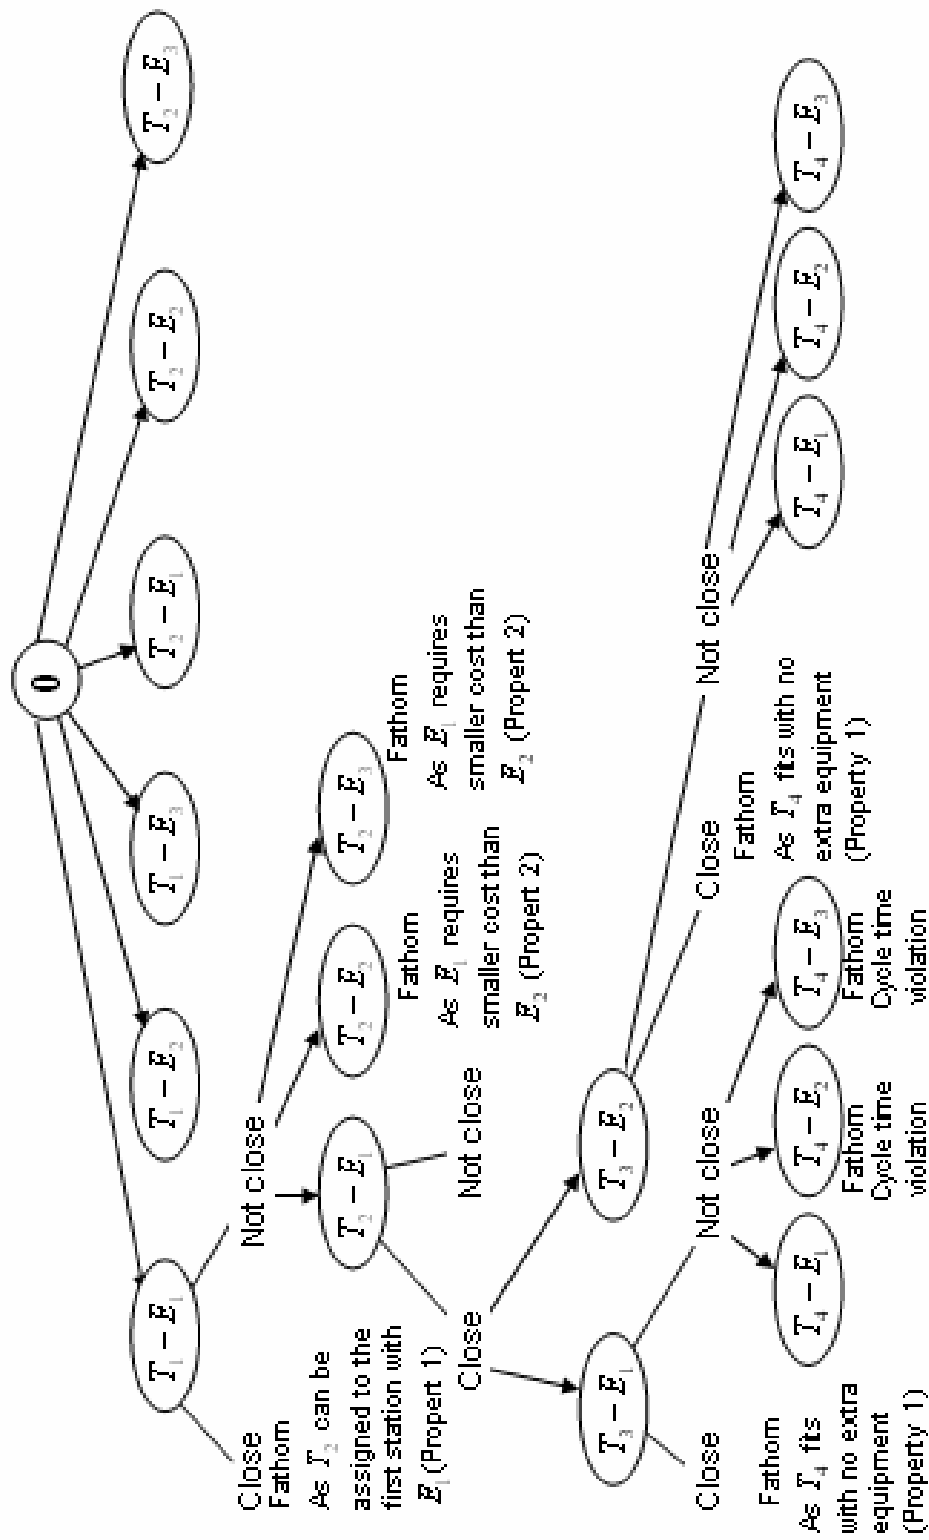 0
T₁ – E₁
T₁ – E₂
T₁ – E₃
T₂ – E₁
T₂ – E₂
T₂ – E₃
Close
Fathom
As T₂ can be
assigned to the
first station with
E₁ (Propert 1)
Not close
T₂ – E₁
T₂ – E₂
T₂ – E₃
Fathom
As E₁ requires
smaller cost than
E₂ (Propert 2)
Fathom
As E₁ requires
smaller cost than
E₂ (Propert 2)
Close
Not close
T₃ – E₁
T₃ – E₂
Close
Fathom
As T₄ fits
with no extra
equipment
(Property 1)
Not close
T₄ – E₁
T₄ – E₂
T₄ – E₃
Fathom
Cycle time
violation
Fathom
Cycle time
violation
Close
Fathom
As T₄ fits with no
extra equipment
(Property 1)
Not close
T₄ – E₁
T₄ – E₂
T₄ – E₃